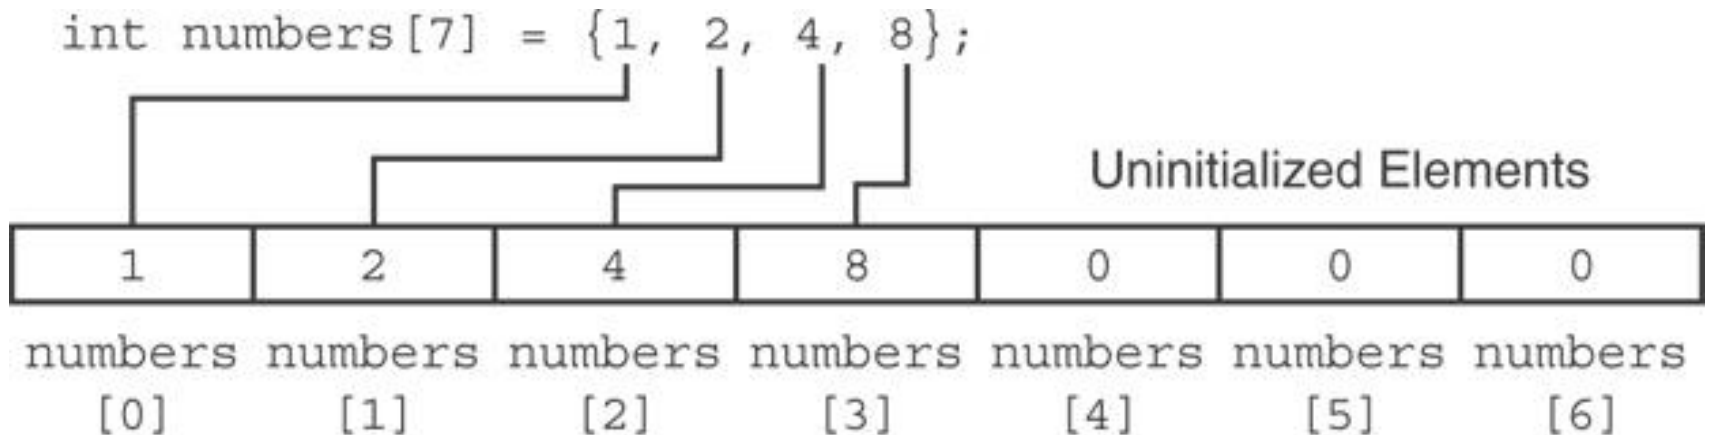 int numbers[7] = {1, 2, 4, 8};
Uninitialized Elements
1 2 4 8 0 0 0
numbers numbers numbers numbers numbers numbers numbers
[0] [1] [2] [3] [4] [5] [6]